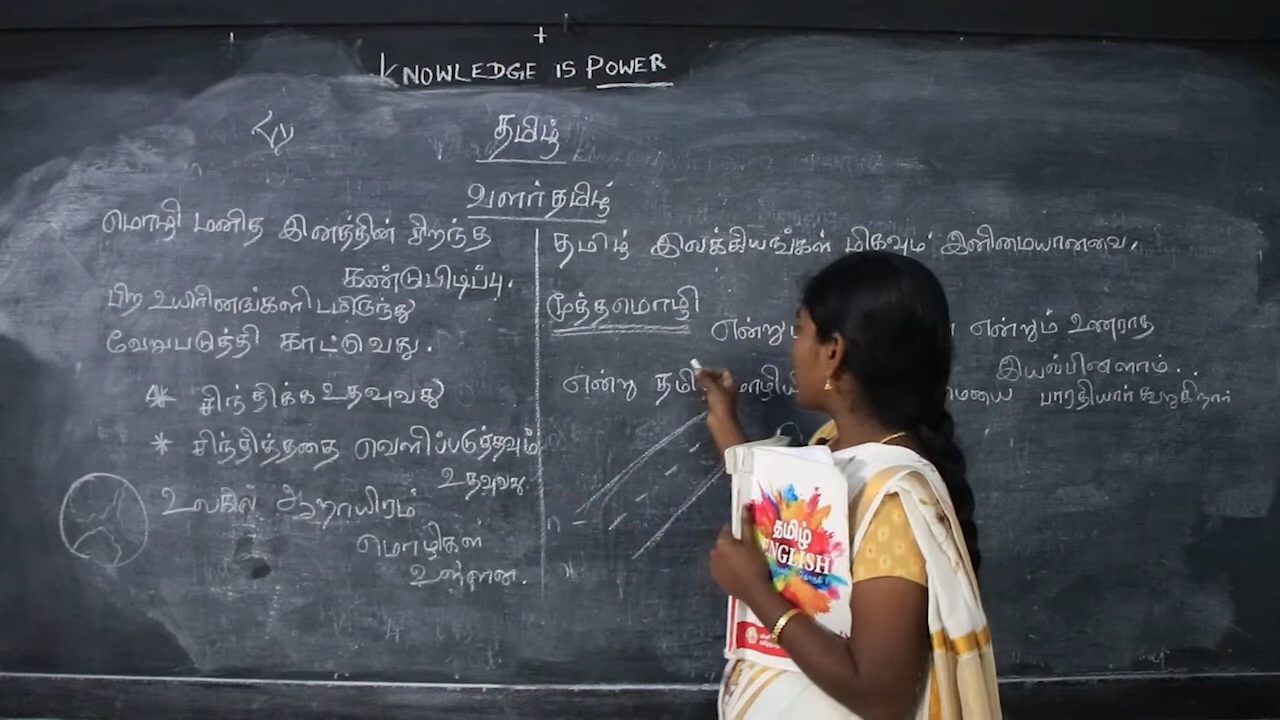 KNOWLEDGE IS POWER
தமிழ்
வளர்தமிழ்
மொழி மனித இனத்தின் சிறந்த
கண்டுபிடிப்பு.
பிற உயிரினங்களிடமிருந்து
வேறுபடுத்தி காட்டுவது.
* சிந்திக்க உதவுவது
* சிந்தித்ததை வெளிப்படுத்தவும்
உதவுவது
உலகில் ஆறாயிரம்
மொழிகள்
உள்ளன.
தமிழ் இலக்கியங்கள் மிகவும் இனிமையானவை.
மூத்தமொழி
என்று என்றும் உணராத
இயல்பினளாம்..
என்று பாரதியார் கூறுகிறார்
தமிழ்
ENGLISH